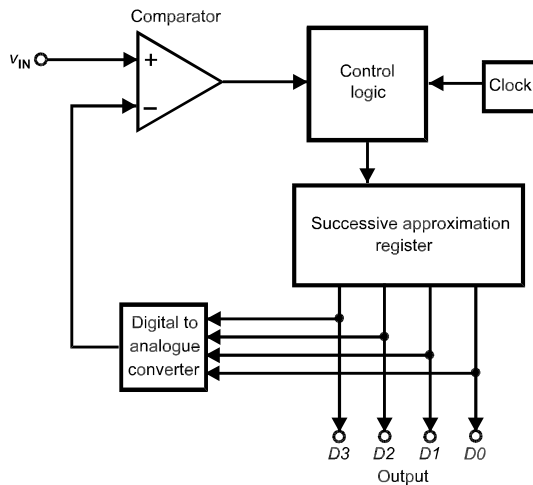 Comparator
vIN
+
−
Control
logic
Clock
Successive approximation
register
Digital to
analogue
converter
D3 D2 D1 D0
Output